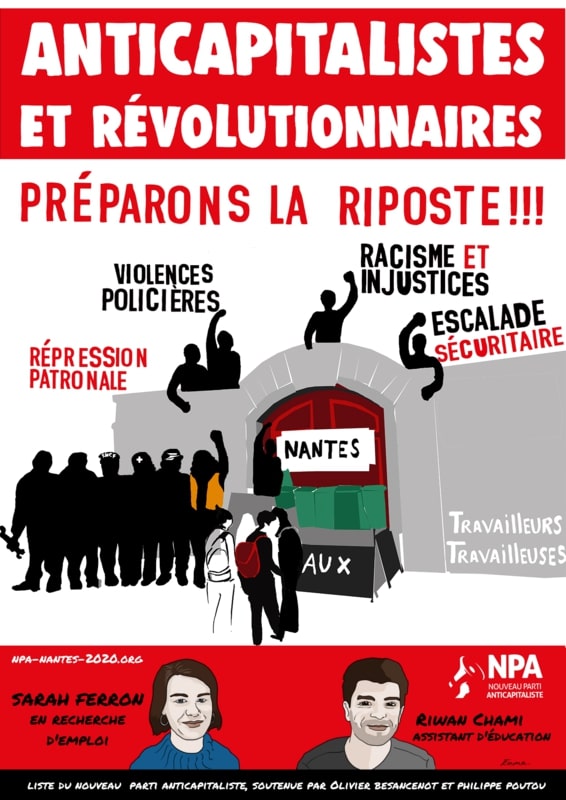 ANTICAPITALISTES
ET RÉVOLUTIONNAIRES
PRÉPARONS LA RIPOSTE!!!
VIOLENCES
POLICIÈRES
RACISME ET
INJUSTICES
ESCALADE
SÉCURITAIRE
RÉPRESSION
PATRONALE
SNCF
NANTES
AUX
TRAVAILLEURS
TRAVAILLEUSES
NPA-NANTES-2020.ORG
SARAH FERRON
EN RECHERCHE
D'EMPLOI
NPA
NOUVEAU PARTI
ANTICAPITALISTE
RIWAN CHAMI
ASSISTANT D'ÉDUCATION
LISTE DU NOUVEAU PARTI ANTICAPITALISTE, SOUTENUE PAR OLIVIER BESANCENOT ET PHILIPPE POUTOU